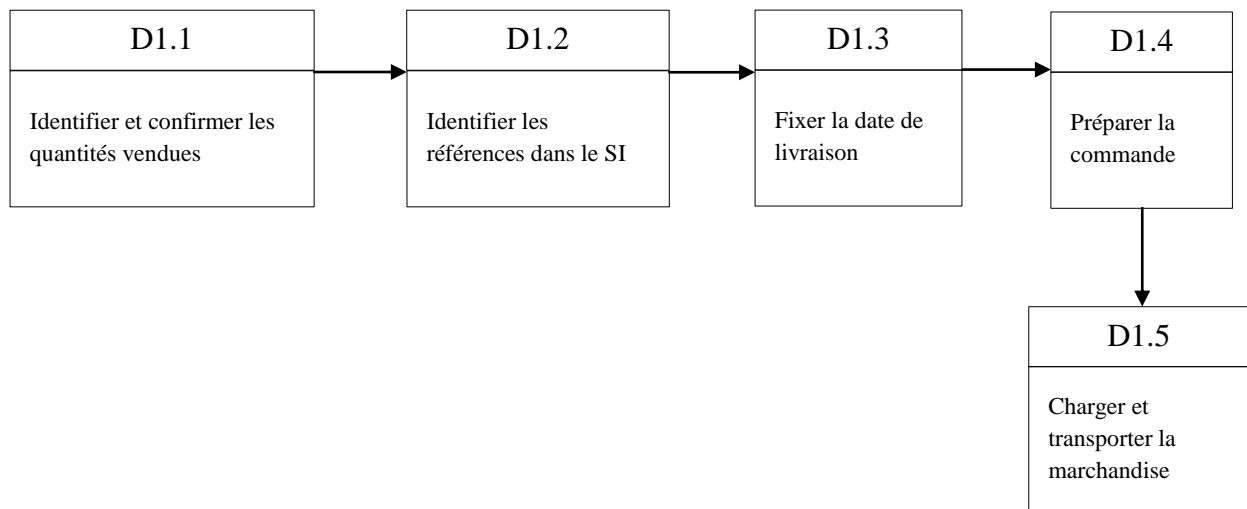 D1.1
Identifier et confirmer les
quantités vendues
D1.2
Identifier les
références dans le SI
D1.3
Fixer la date de
livraison
D1.4
Préparer la
commande
D1.5
Charger et
transporter la
marchandise